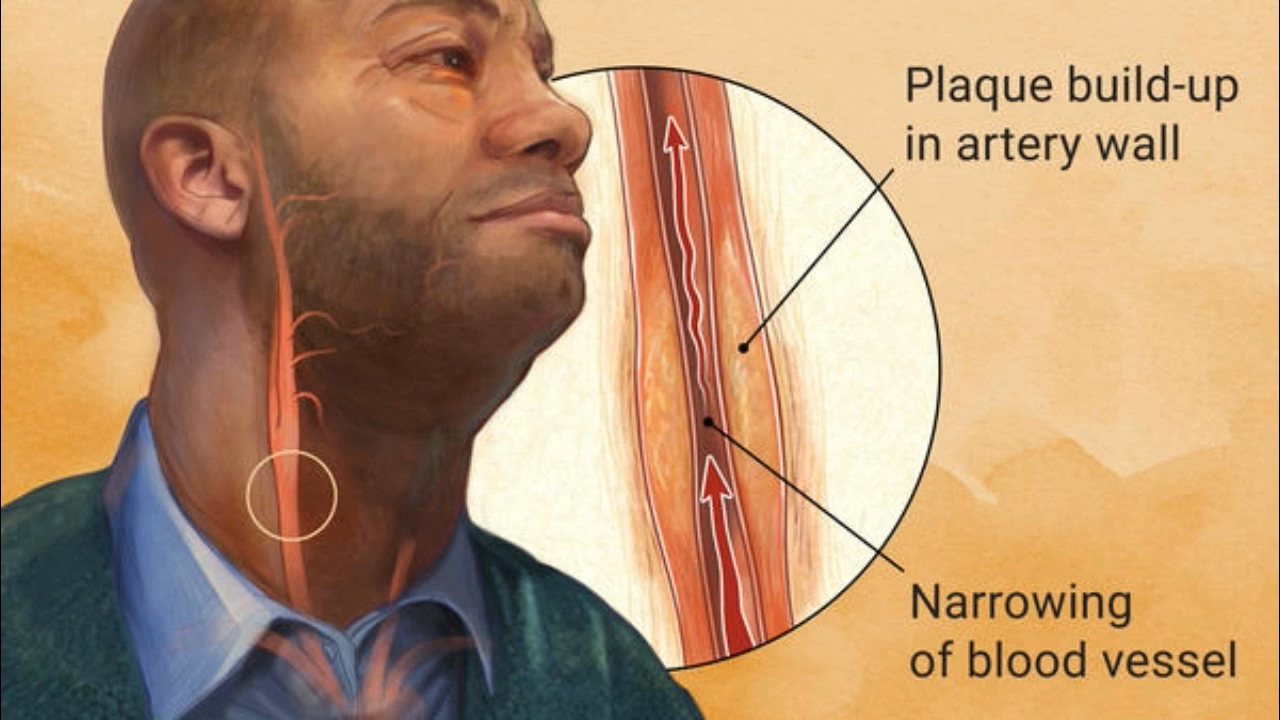 Plaque build-up
in artery wall
Narrowing
of blood vessel